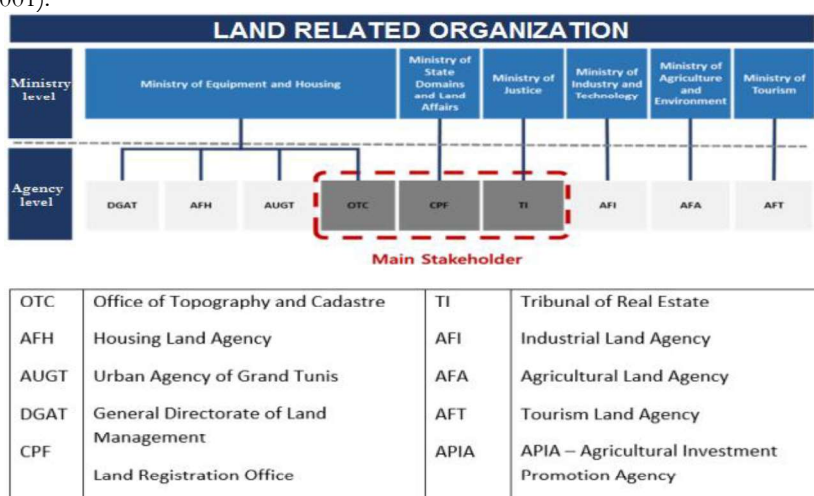 001).
LAND RELATED ORGANIZATION
Ministry level
Ministry of Equipment and Housing
Ministry of State Domains and Land Affairs
Ministry of Justice
Ministry of Industry and Technology
Ministry of Agriculture and Environment
Ministry of Tourism
Agency level
DGAT
AFH
AUGT
OTC
CPF
TI
AFI
AFA
AFT
Main Stakeholder
OTC Office of Topography and Cadastre TI Tribunal of Real Estate
AFH Housing Land Agency AFI Industrial Land Agency
AUGT Urban Agency of Grand Tunis AFA Agricultural Land Agency
DGAT General Directorate of Land AFT Tourism Land Agency
Management
CPF APIA APIA – Agricultural Investment
Land Registration Office Promotion Agency